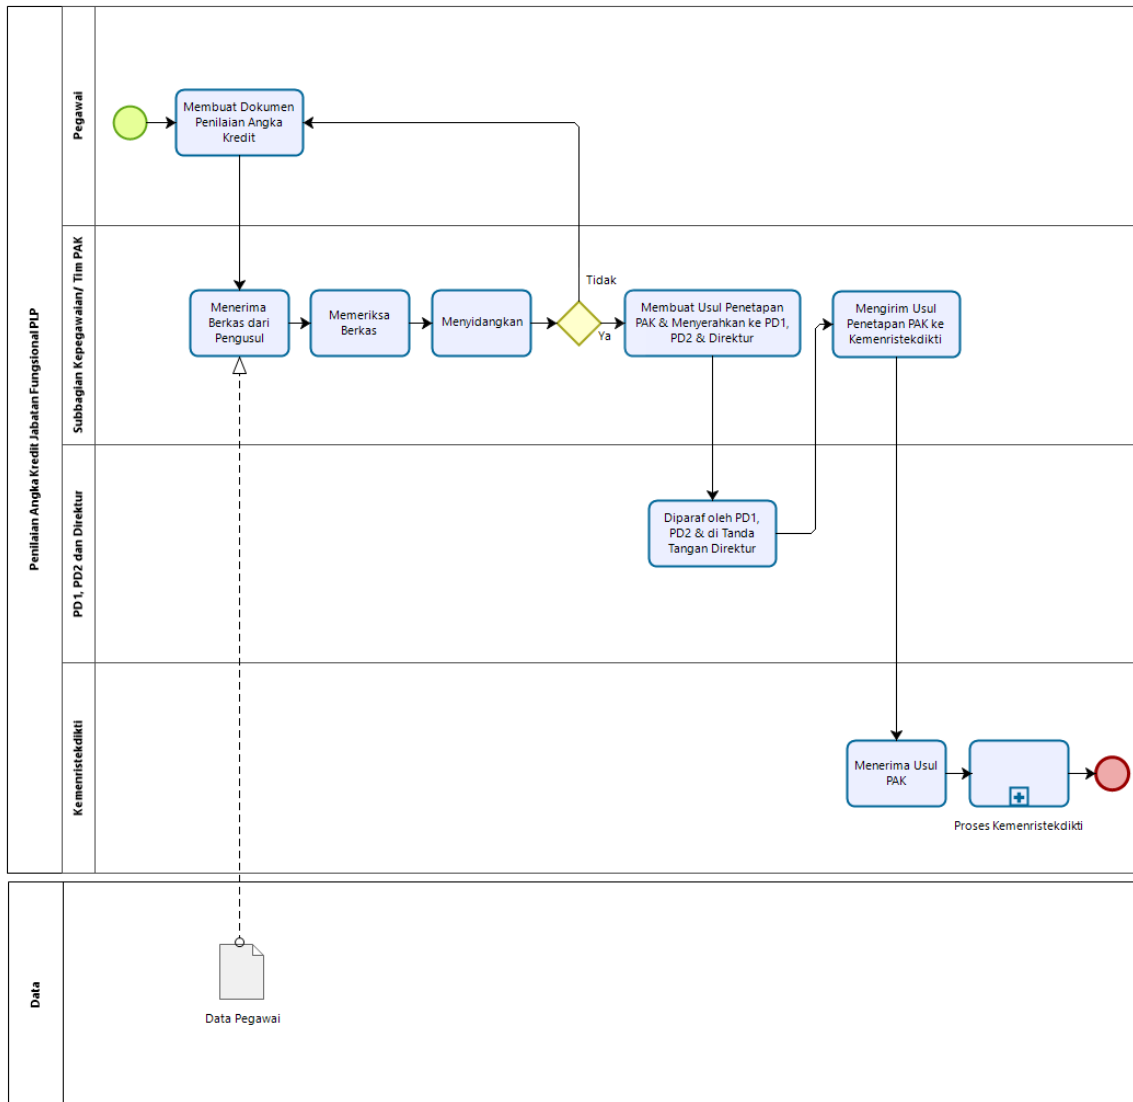 Penilaian Angka Kredit Jabatan Fungsional PLP
Pegawai
Membuat Dokumen
Penilaian Angka
Kredit
Subbagian Kepegawaian/ Tim PAK
Menerima
Berkas dari
Pengusul
Memeriksa
Berkas
Menyidangkan
Tidak
Ya
Membuat Usul Penetapan
PAK & Menyerahkan ke PD1,
PD2 & Direktur
Mengirim Usul
Penetapan PAK ke
Kemenristekdikti
PD1, PD2 dan Direktur
Diparaf oleh PD1,
PD2 & di Tanda
Tangan Direktur
Kemenristekdikti
Menerima Usul
PAK
Proses Kemenristekdikti
Data
Data Pegawai